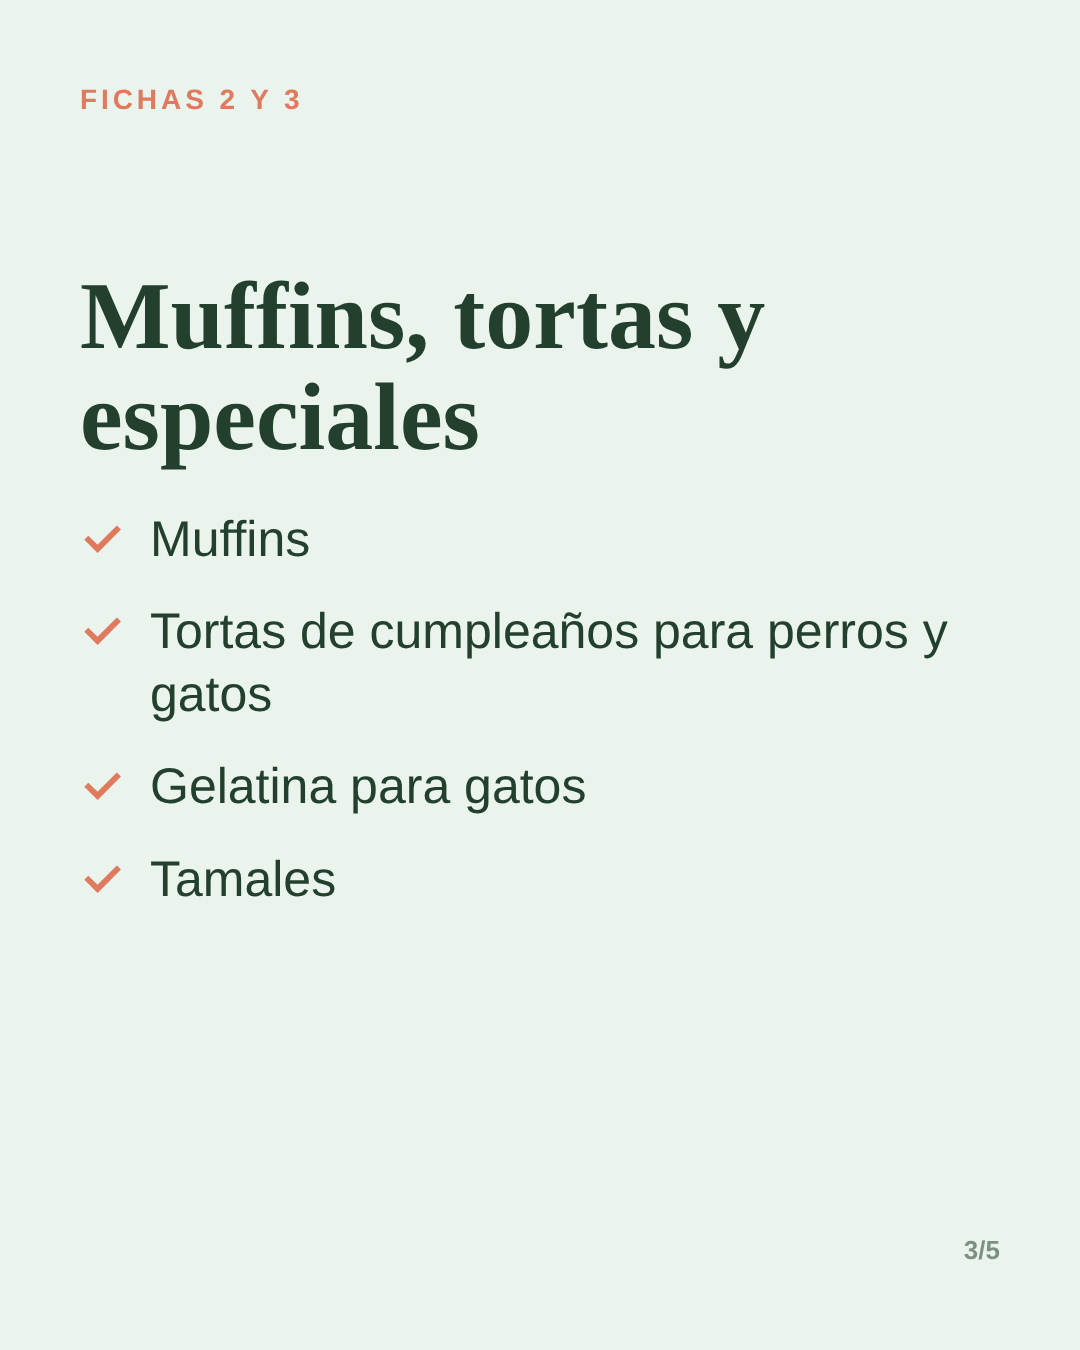 FICHAS 2 Y 3
Muffins, tortas y
especiales
Muffins
Tortas de cumpleaños para perros y
gatos
Gelatina para gatos
Tamales
3/5